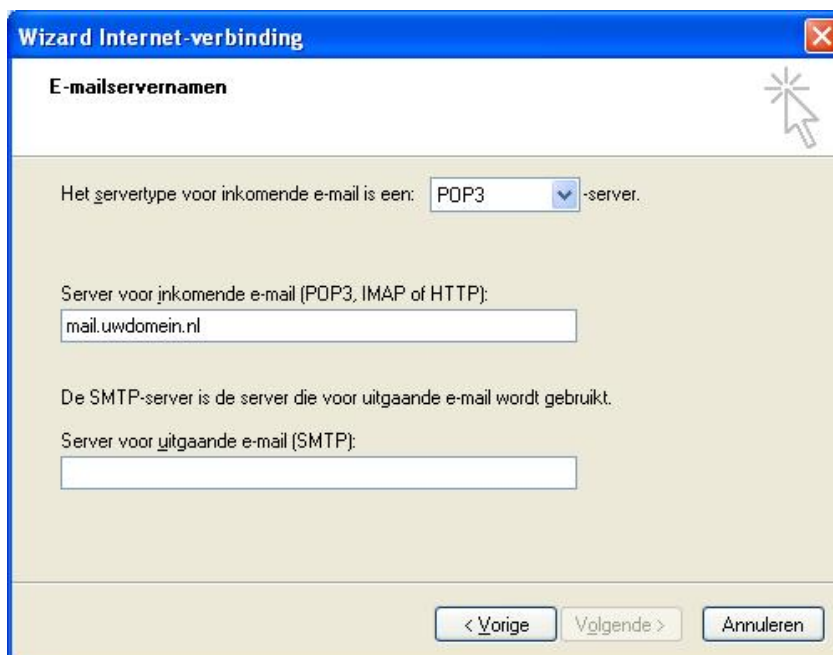 Wizard Internet-verbinding
E-mailservernamen
Het servertype voor inkomende e-mail is een: POP3 -server.
Server voor inkomende e-mail (POP3, IMAP of HTTP):
mail.uwdomein.nl
De SMTP-server is de server die voor uitgaande e-mail wordt gebruikt.
Server voor uitgaande e-mail (SMTP):
< Vorige Volgende > Annuleren